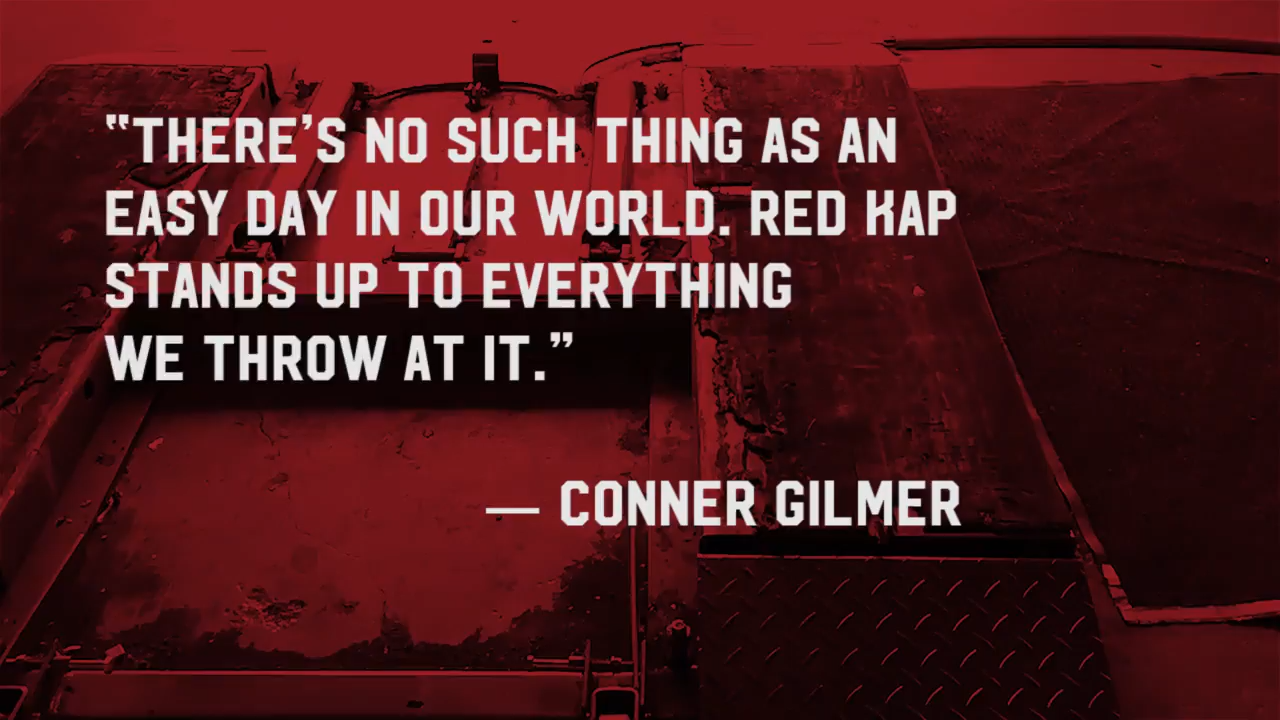 “THERE’S NO SUCH THING AS AN
EASY DAY IN OUR WORLD. RED KAP
STANDS UP TO EVERYTHING
WE THROW AT IT.”
— CONNER GILMER